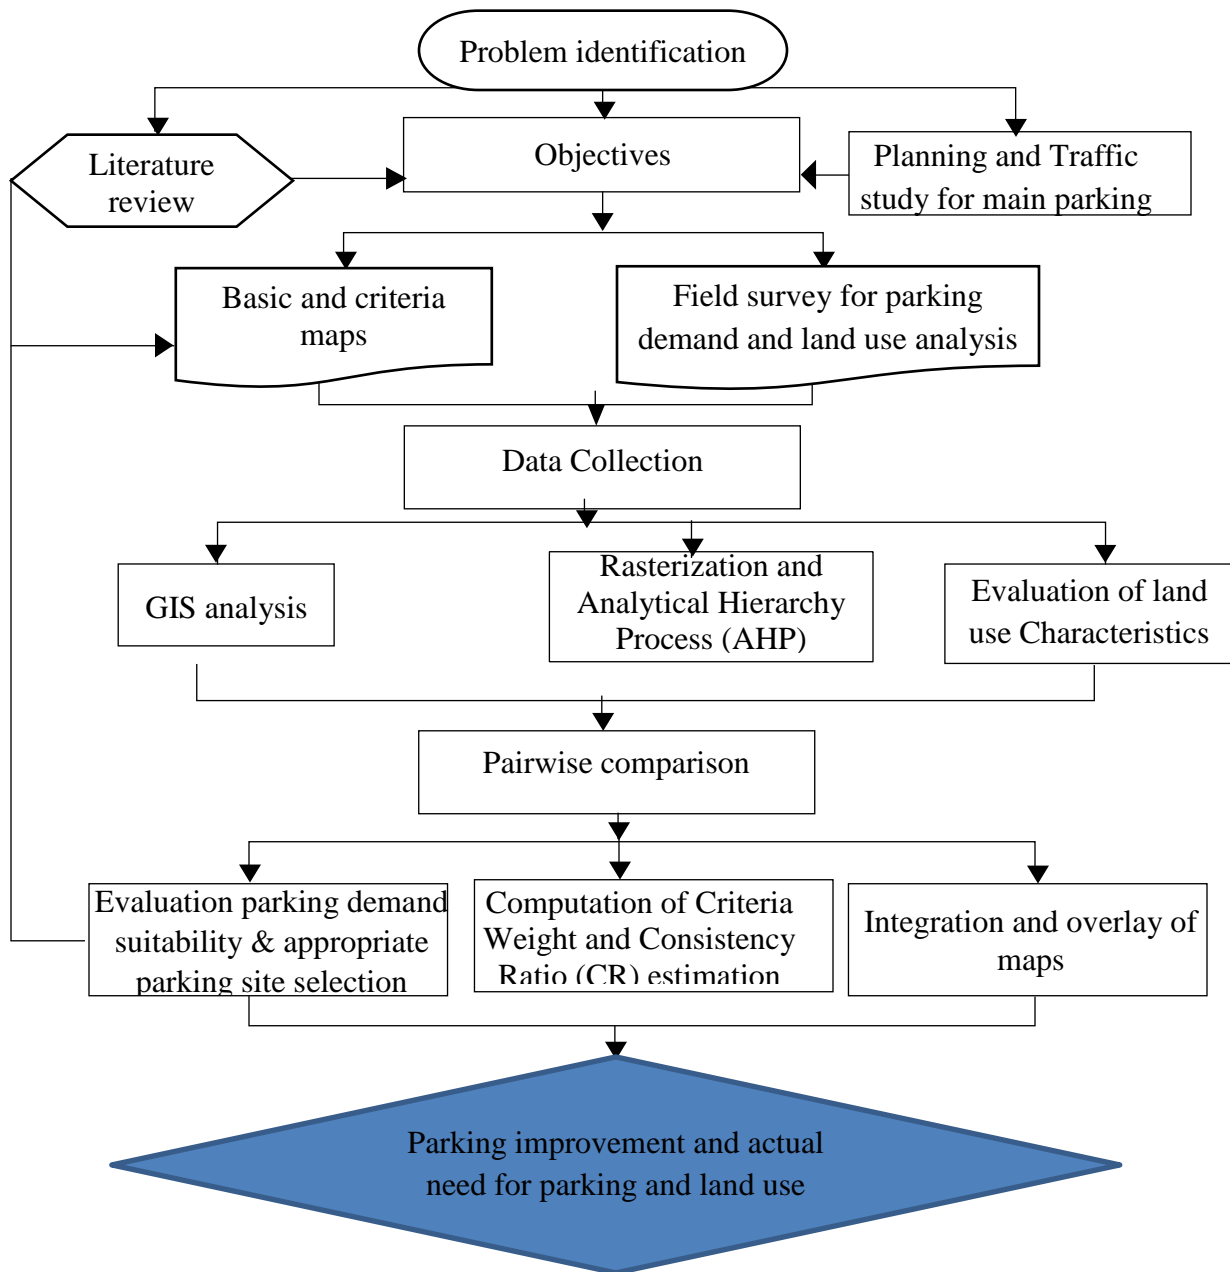 Problem identification
Literature
review
Objectives
Planning and Traffic
study for main parking
Basic and criteria
maps
Field survey for parking
demand and land use analysis
Data Collection
GIS analysis
Rasterization and
Analytical Hierarchy
Process (AHP)
Evaluation of land
use Characteristics
Pairwise comparison
Evaluation parking demand
suitability & appropriate
parking site selection
Computation of Criteria
Weight and Consistency
Ratio (CR) estimation
Integration and overlay of
maps
Parking improvement and actual
need for parking and land use